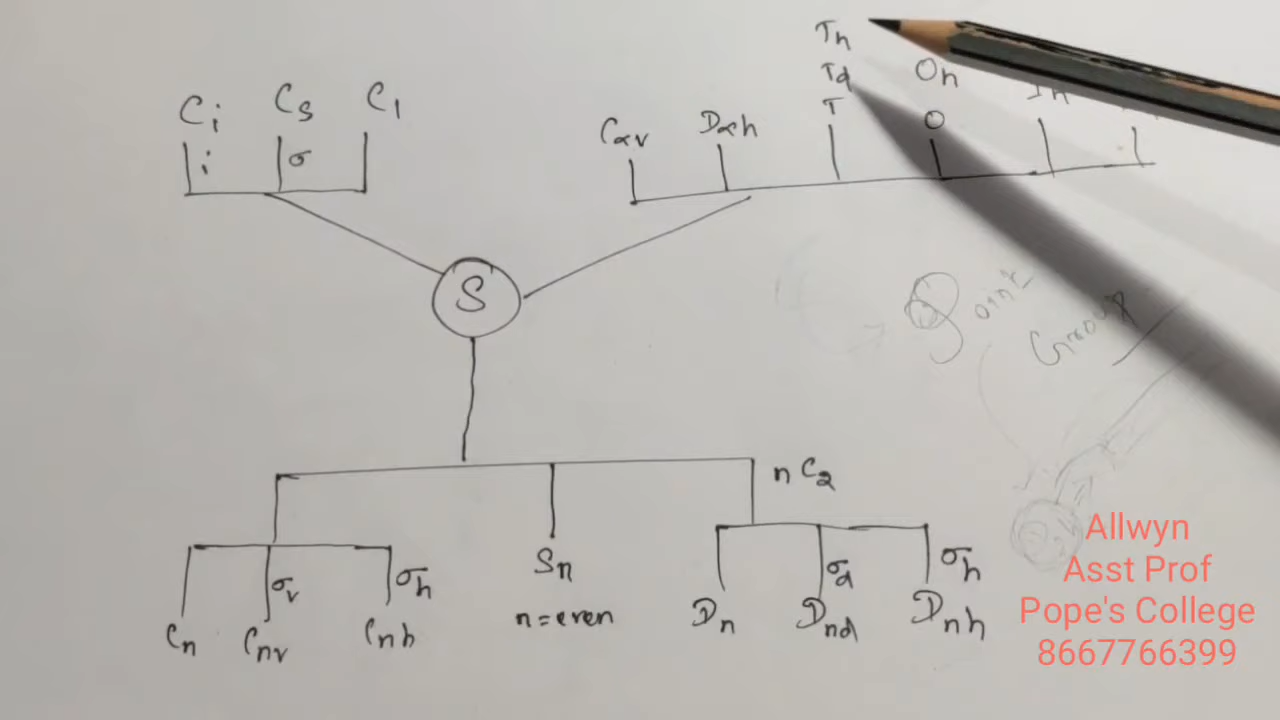 Th
Td
T
Oh
O
Ci
Cs
C1
i
σ
C∝v
D∝h
S
Point
Group
nC2
σv
σh
Sn
n=even
σd
σh
Cn
Cnv
Cnh
Dn
Dnd
Dnh
Allwyn
Asst Prof
Pope's College
8667766399